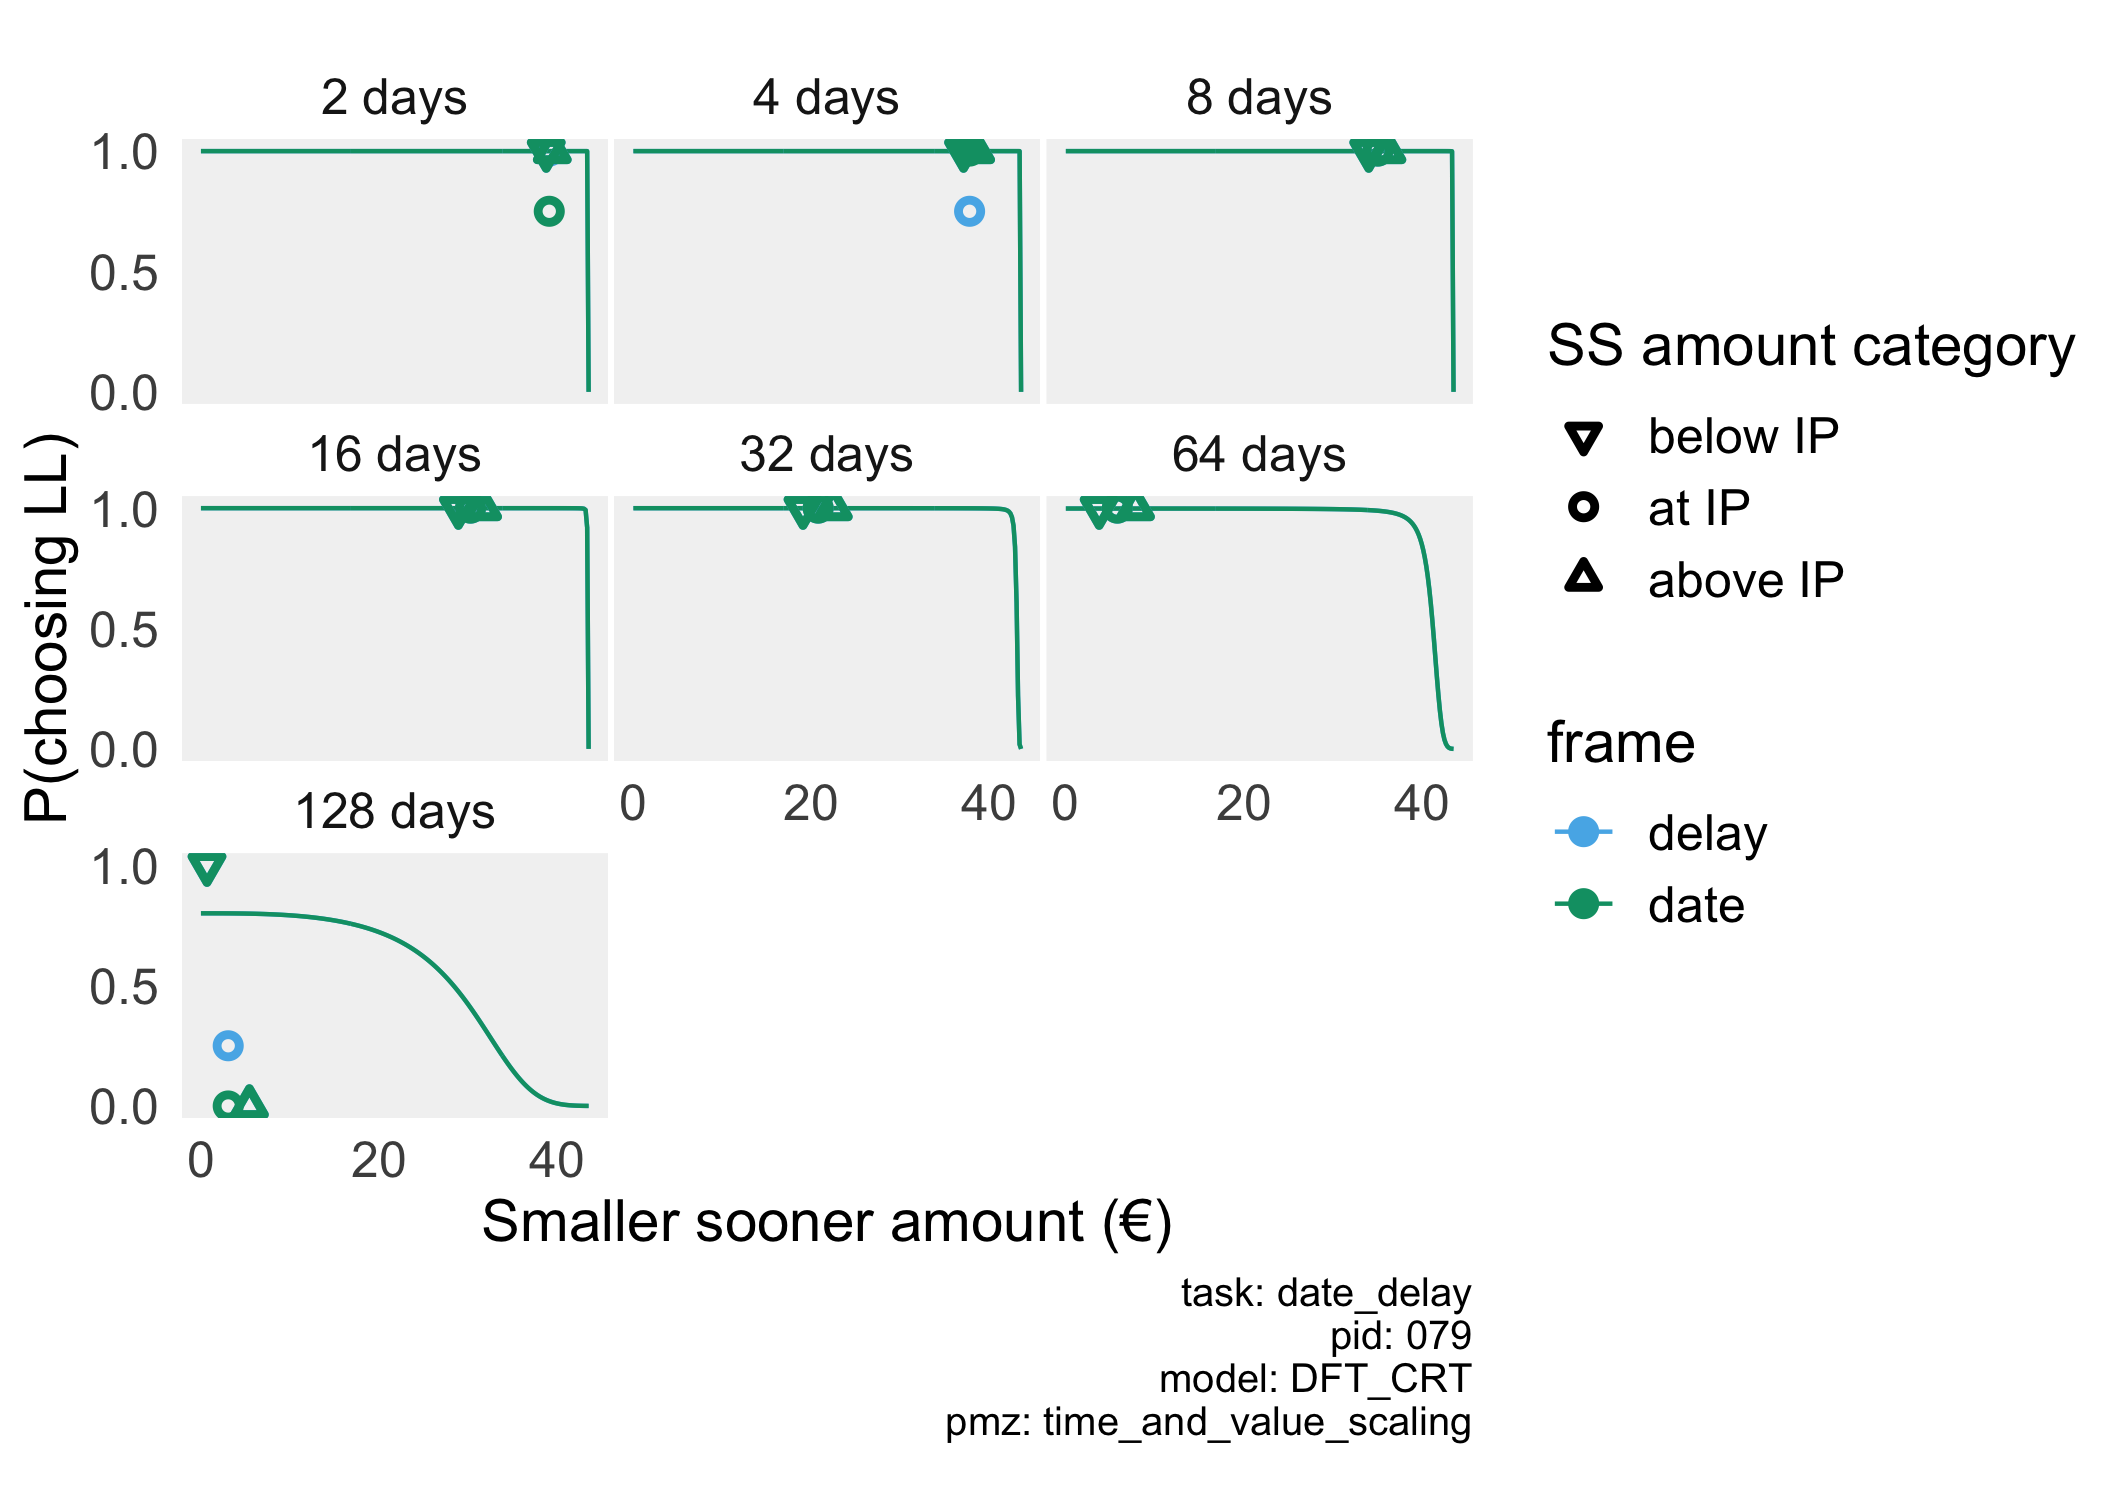 2 days
4 days
8 days
1.0
0.5
0.0
16 days
32 days
64 days
1.0
0.5
0.0
0
20
40
0
20
40
128 days
1.0
0.5
0.0
0
20
40
P(choosing LL)
Smaller sooner amount (€)
SS amount category
below IP
at IP
above IP
frame
delay
date
task: date_delay
pid: 079
model: DFT_CRT
pmz: time_and_value_scaling